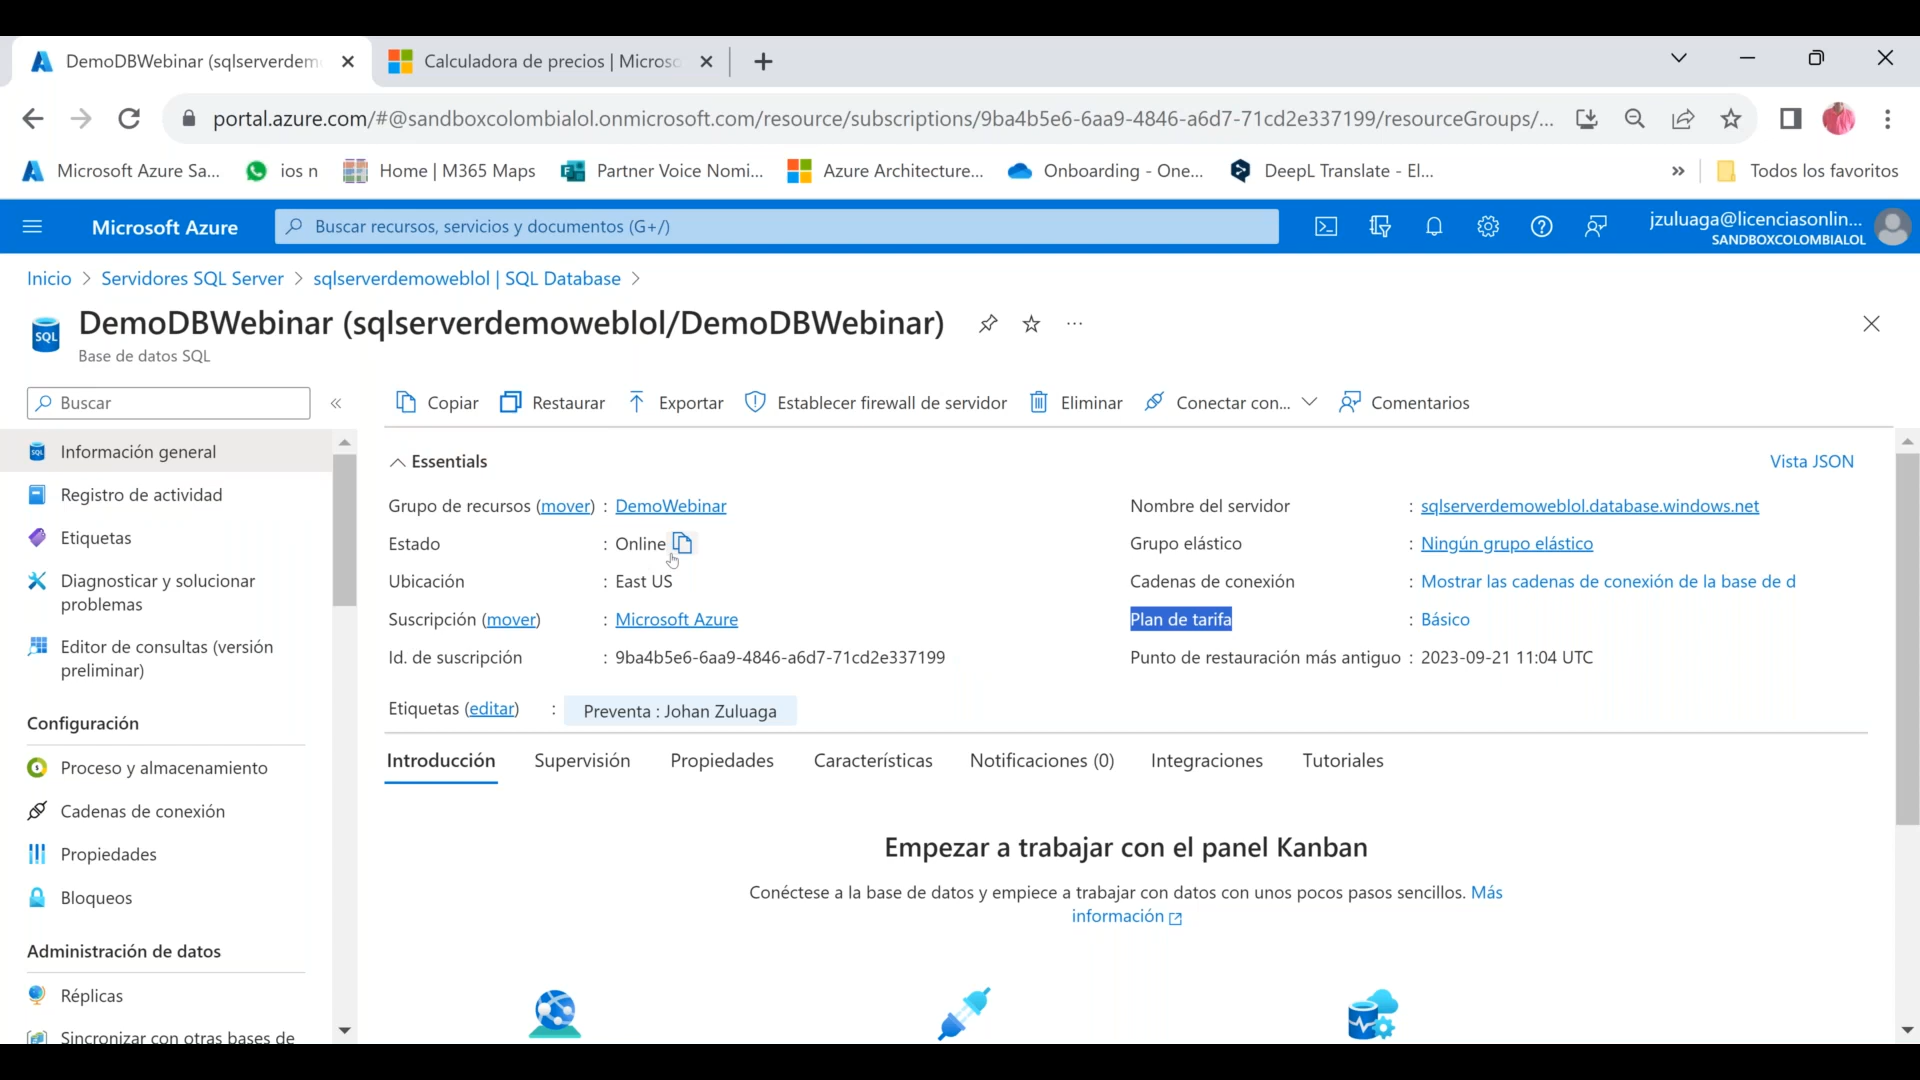 DemoDBWebinar (sqlserverdem
Calculadora de precios | Microso
portal.azure.com/#@sandboxcolombialol.onmicrosoft.com/resource/subscriptions/9ba4b5e6-6aa9-4846-a6d7-71cd2e337199/resourceGroups/...
Microsoft Azure Sa...
ios n
Home | M365 Maps
Partner Voice Nomi...
Azure Architecture...
Onboarding - One...
DeepL Translate - El...
»
Todos los favoritos
Microsoft Azure
Buscar recursos, servicios y documentos (G+/)
jzuluaga@licenciasonlin...
SANDBOXCOLOMBIALOL
Inicio > Servidores SQL Server > sqlserverdemoweblol | SQL Database >
SQL
DemoDBWebinar (sqlserverdemoweblol/DemoDBWebinar)
...
Base de datos SQL
Buscar
«
Copiar
Restaurar
Exportar
Establecer firewall de servidor
Eliminar
Conectar con...
Comentarios
Información general
Registro de actividad
Etiquetas
Diagnosticar y solucionar
problemas
Editor de consultas (versión
preliminar)
Configuración
Proceso y almacenamiento
Cadenas de conexión
Propiedades
Bloqueos
Administración de datos
Réplicas
Sincronizar con otras bases de
Essentials
Vista JSON
Grupo de recursos (mover) : DemoWebinar
Estado : Online
Ubicación : East US
Suscripción (mover) : Microsoft Azure
Id. de suscripción : 9ba4b5e6-6aa9-4846-a6d7-71cd2e337199
Nombre del servidor : sqlserverdemoweblol.database.windows.net
Grupo elástico : Ningún grupo elástico
Cadenas de conexión : Mostrar las cadenas de conexión de la base de d
Plan de tarifa : Básico
Punto de restauración más antiguo : 2023-09-21 11:04 UTC
Etiquetas (editar) : Preventa : Johan Zuluaga
Introducción
Supervisión
Propiedades
Características
Notificaciones (0)
Integraciones
Tutoriales
Empezar a trabajar con el panel Kanban
Conéctese a la base de datos y empiece a trabajar con datos con unos pocos pasos sencillos. Más
información